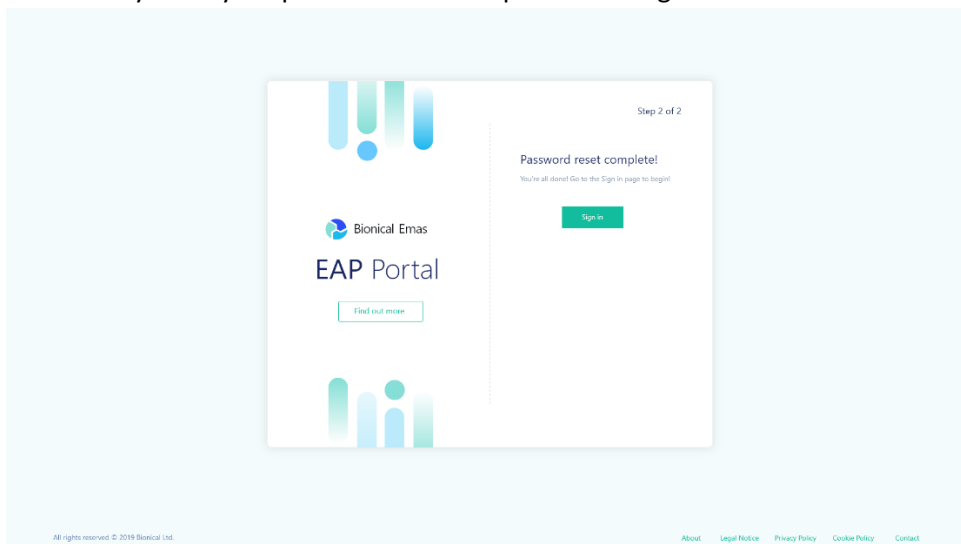 Step 2 of 2
Password reset complete!
You're all done! Go to the Sign in page to begin!
Sign in
Bionical Emas
EAP Portal
Find out more
All rights reserved © 2019 Bionical Ltd.
About Legal Notice Privacy Policy Cookie Policy Contact